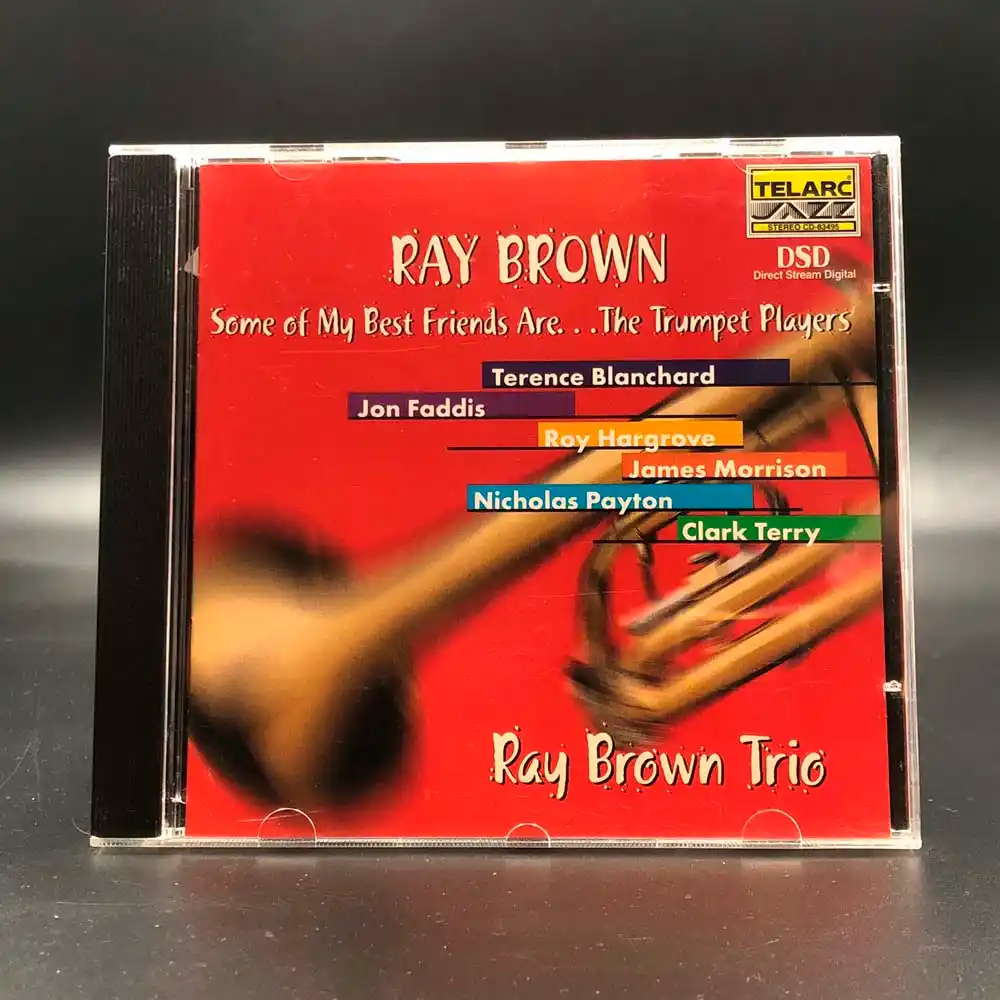 TELARC
JAZZ
STEREO CD-83495
DSD
Direct Stream Digital
RAY BROWN
Some of My Best Friends Are...The Trumpet Players
Terence Blanchard
Jon Faddis
Roy Hargrove
James Morrison
Nicholas Payton
Clark Terry
Ray Brown Trio